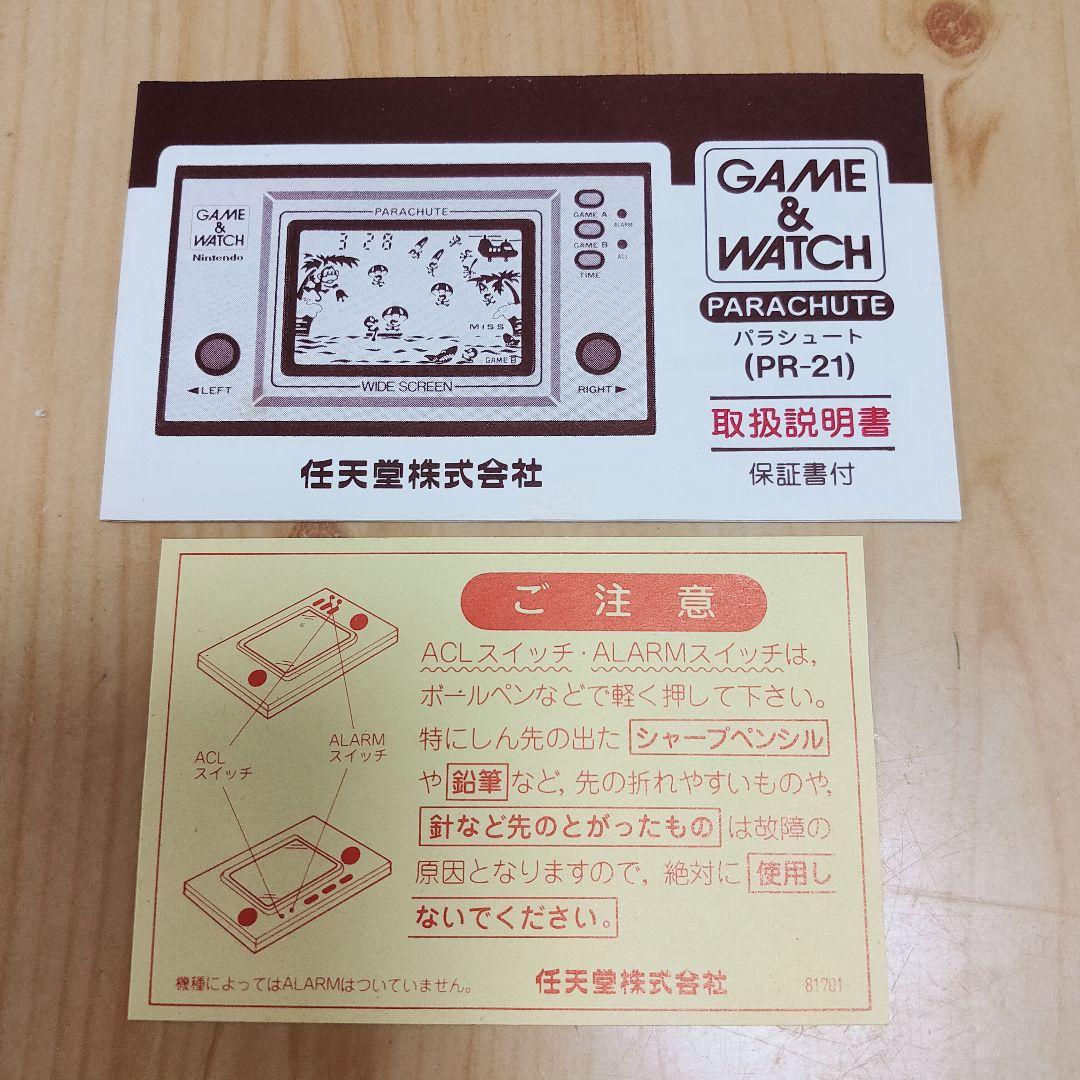 GAME
&
WATCH
Nintendo
PARACHUTE
3 28
MISS
GAME B
WIDE SCREEN
◀LEFT
RIGHT▶
GAME A
ALARM
GAME B
ACL
TIME
任天堂株式会社
GAME
&
WATCH
PARACHUTE
パラシュート
(PR-21)
取扱説明書
保証書付
ご注意
ACLスイッチ・ALARMスイッチは,
ボールペンなどで軽く押して下さい。
特にしん先の出たシャープペンシル
や鉛筆など,先の折れやすいものや,
針など先のとがったものは故障の
原因となりますので,絶対に使用し
ないでください。
ACL
スイッチ
ALARM
スイッチ
機種によってはALARMはついていません。
任天堂株式会社
81701